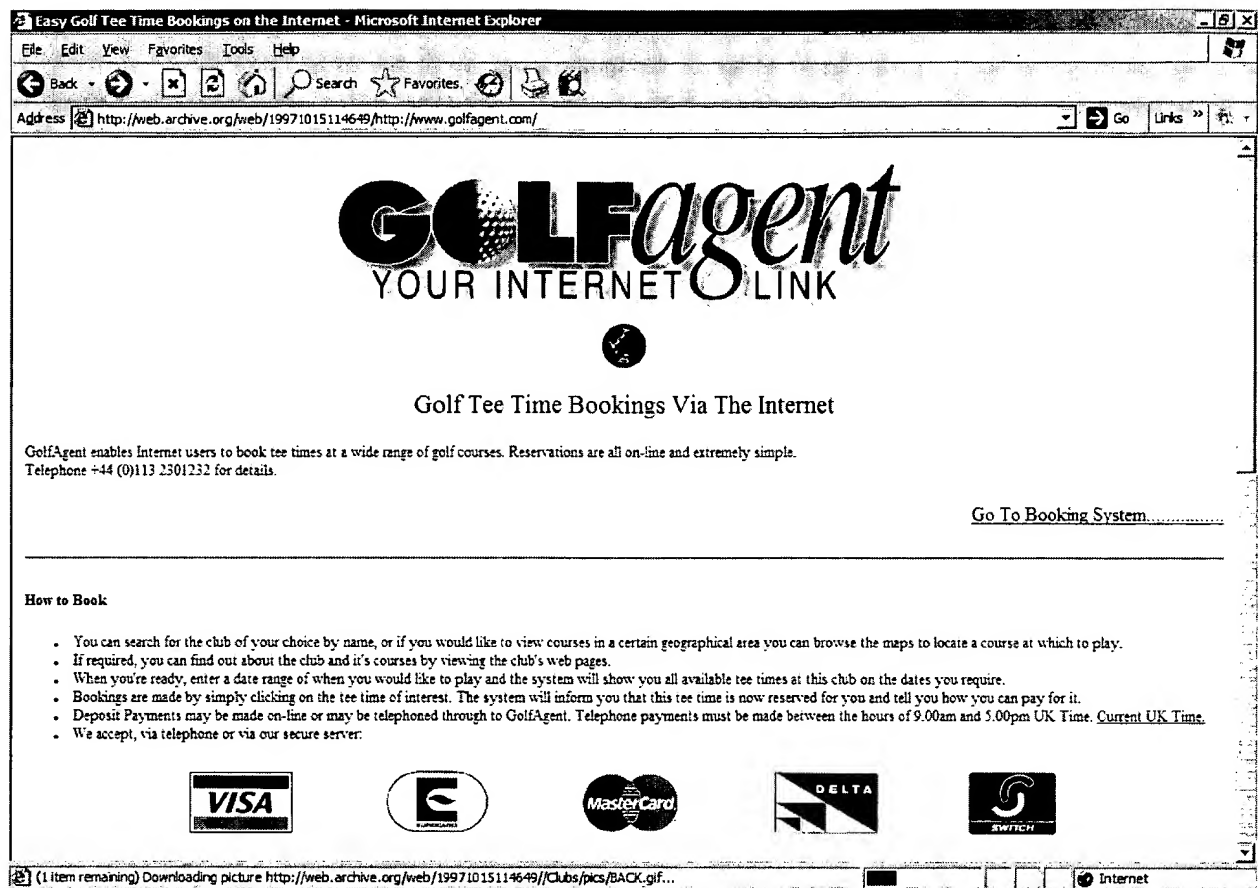 Easy Golf Tee Time Bookings on the Internet - Microsoft Internet Explorer
File Edit View Favorites Tools Help
Back Search Favorites
Address http://web.archive.org/web/19971015114649/http://www.golfagent.com/ Go Links »
GOLFagent
YOUR INTERNET LINK
Golf Tee Time Bookings Via The Internet
GolfAgent enables Internet users to book tee times at a wide range of golf courses. Reservations are all on-line and extremely simple.
Telephone +44 (0)113 2301232 for details.
Go To Booking System...............
How to Book
• You can search for the club of your choice by name, or if you would like to view courses in a certain geographical area you can browse the maps to locate a course at which to play.
• If required, you can find out about the club and it's courses by viewing the club's web pages.
• When you're ready, enter a date range of when you would like to play and the system will show you all available tee times at this club on the dates you require.
• Bookings are made by simply clicking on the tee time of interest. The system will inform you that this tee time is now reserved for you and tell you how you can pay for it.
• Deposit Payments may be made on-line or may be telephoned through to GolfAgent. Telephone payments must be made between the hours of 9.00am and 5.00pm UK Time. Current UK Time.
• We accept, via telephone or via our secure server:
VISA MasterCard DELTA SWITCH
(1 item remaining) Downloading picture http://web.archive.org/web/19971015114649//Clubs/pics/BACK.gif... Internet